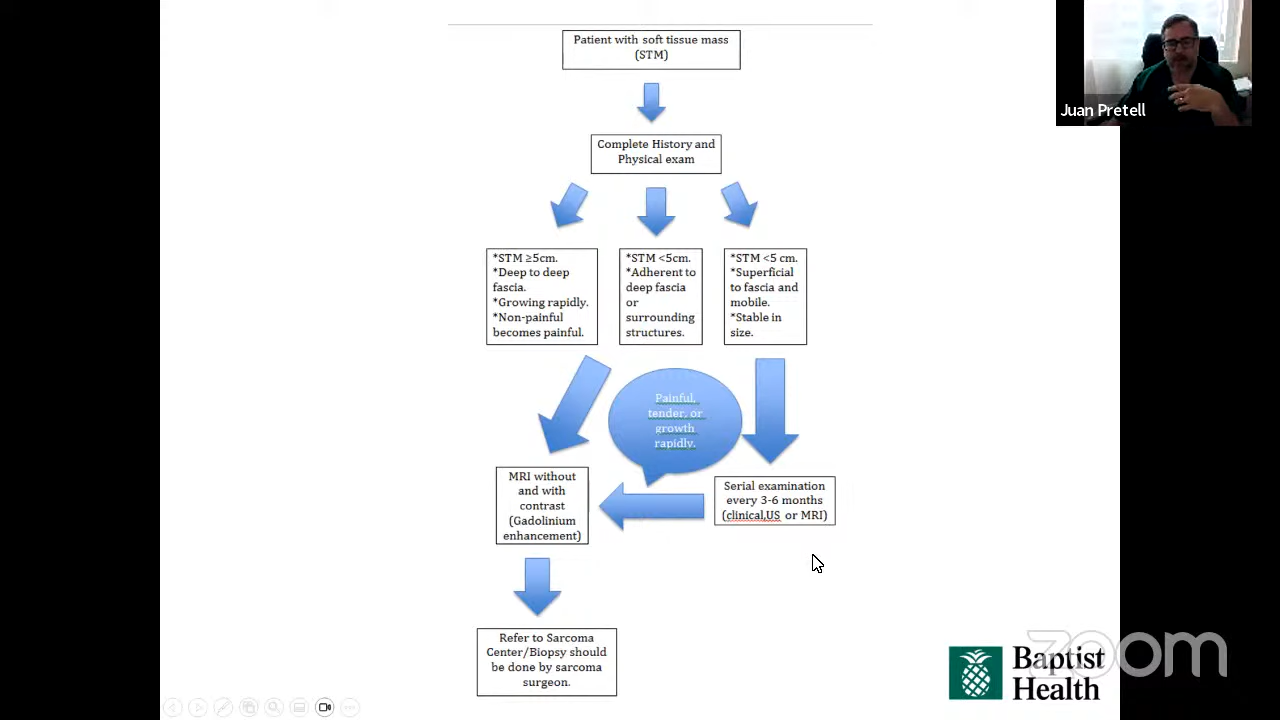 Patient with soft tissue mass
(STM)
Juan Pretell
Complete History and
Physical exam
*STM ≥5cm.
*Deep to deep
fascia.
*Growing rapidly.
*Non-painful
becomes painful.
*STM <5cm.
*Adherent to
deep fascia
or
surrounding
structures.
*STM <5 cm.
*Superficial
to fascia and
mobile.
*Stable in
size.
Painful,
tender, or
growth
rapidly.
MRI without
and with
contrast
(Gadolinium
enhancement)
Serial examination
every 3-6 months
(clinical,US or MRI)
Refer to Sarcoma
Center/Biopsy should
be done by sarcoma
surgeon.
Baptist
Health
zoom